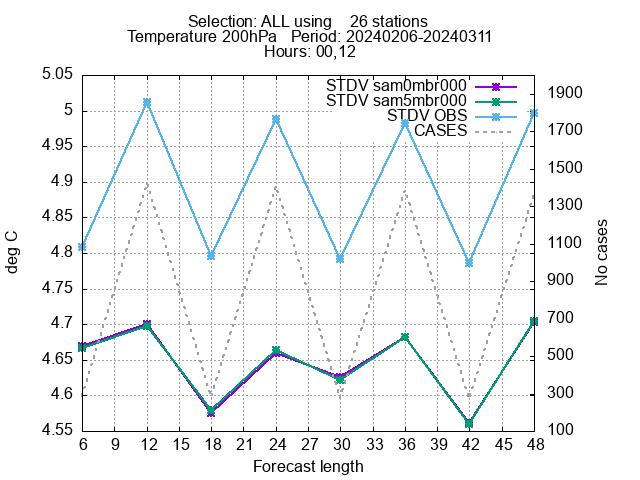 Selection: ALL using    26 stations
Temperature 200hPa   Period: 20240206-20240311
Hours: 00,12
STDV sam0mbr000
STDV sam5mbr000
STDV OBS
CASES
5.05
5
4.95
4.9
4.85
4.8
4.75
4.7
4.65
4.6
4.55
deg C
1900
1700
1500
1300
1100
900
700
500
300
100
No cases
6 9 12 15 18 21 24 27 30 33 36 39 42 45 48
Forecast length